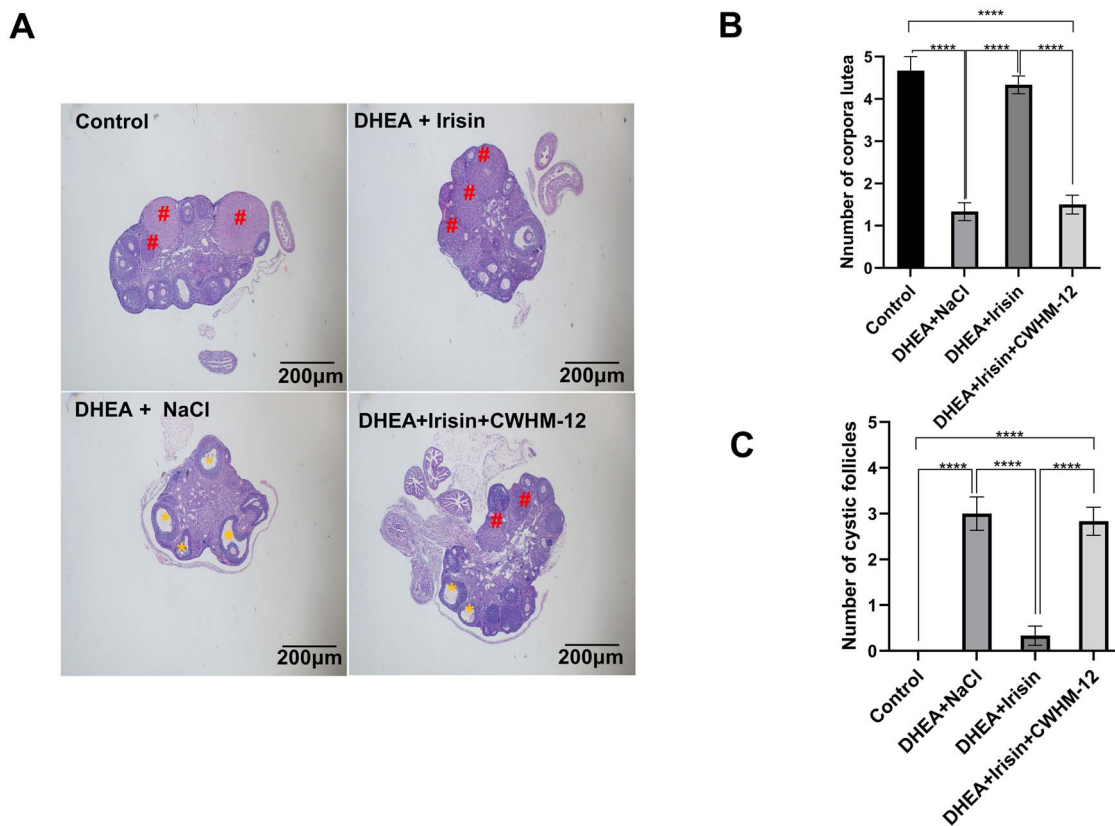 A
Control
#
#
#
200µm
DHEA + Irisin
#
#
#
200µm
DHEA + NaCl
*
*
*
*
200µm
DHEA+Irisin+CWHM-12
#
#
*
*
200µm
B
****
**** **** ****
Nnumber of corpora lutea
5
4
3
2
1
0
Control
DHEA+NaCl
DHEA+Irisin
DHEA+Irisin+CWHM-12
C
****
**** **** ****
Number of cystic follicles
5
4
3
2
1
0
Control
DHEA+NaCl
DHEA+Irisin
DHEA+Irisin+CWHM-12